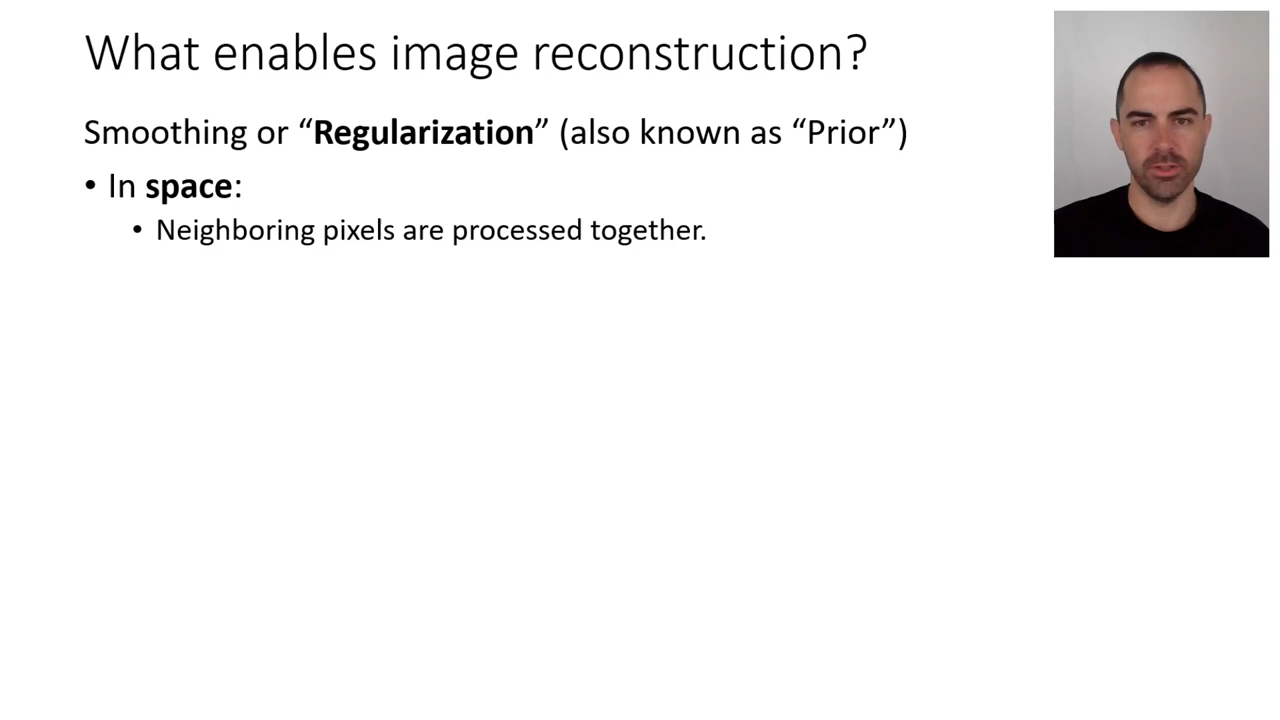 What enables image reconstruction?
Smoothing or “Regularization” (also known as “Prior”)
• In space:
• Neighboring pixels are processed together.